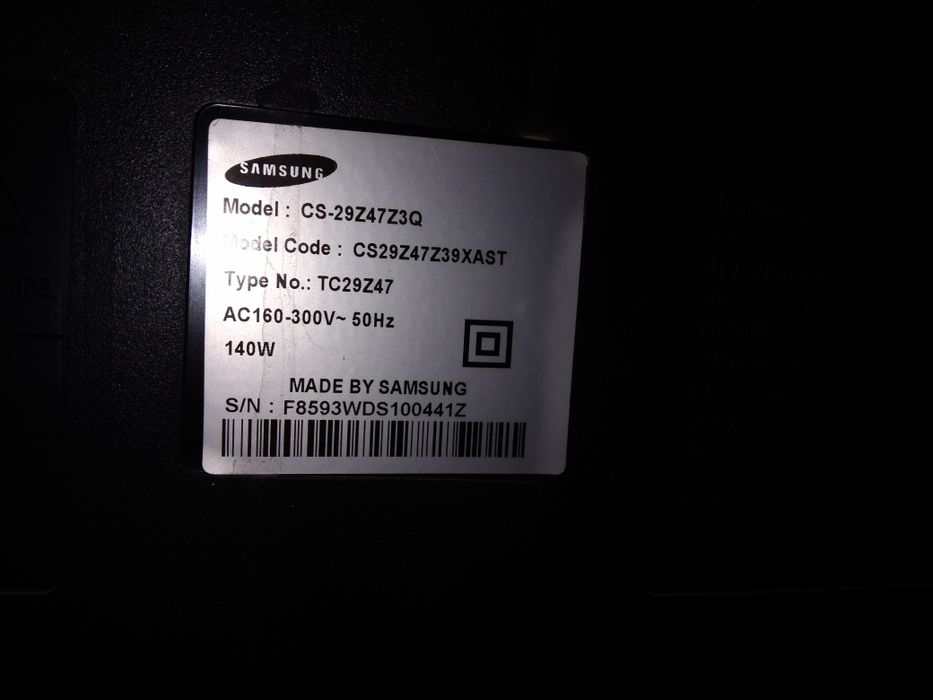 SAMSUNG
Model : CS-29Z47Z3Q
Model Code : CS29Z47Z39XAST
Type No.: TC29Z47
AC160-300V~ 50Hz
140W
MADE BY SAMSUNG
S/N : F8593WDS100441Z